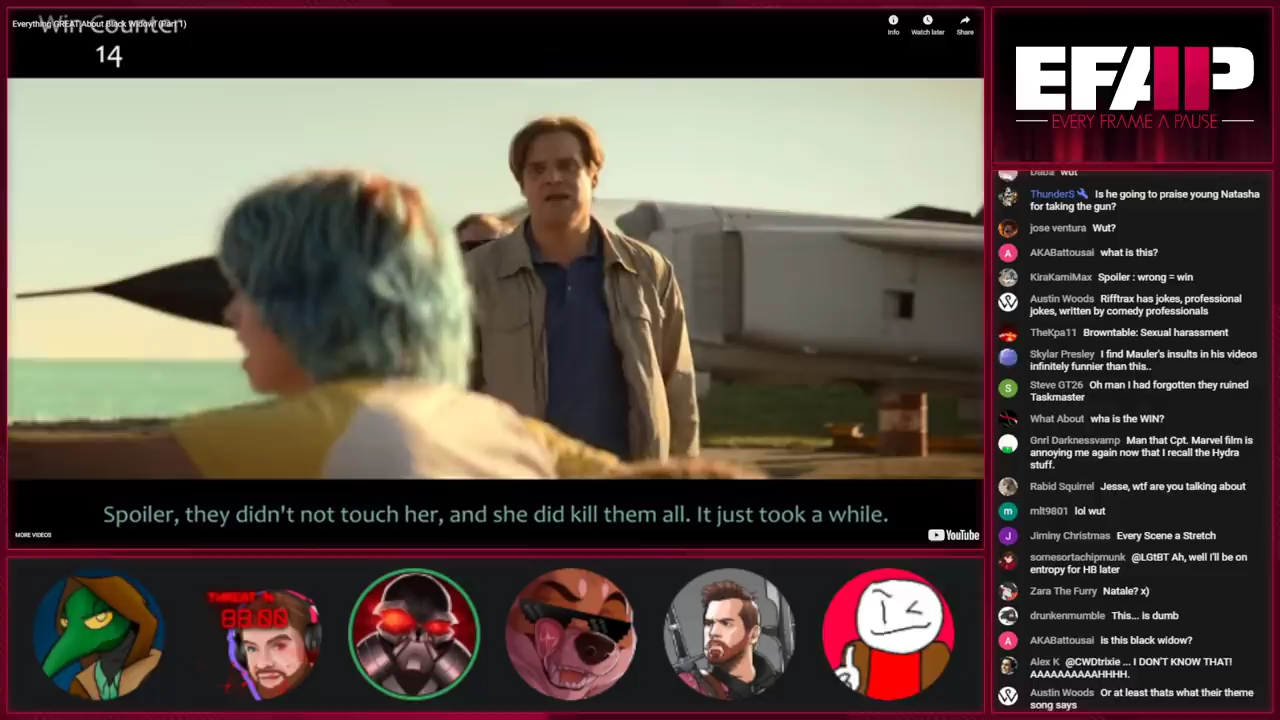 Everything GREAT About Black Widow! (Part 1)
Win Counter
14
Info
Watch later
Share
Spoiler, they didn't not touch her, and she did kill them all. It just took a while.
MORE VIDEOS
YouTube
88:00
EFAP
EVERY FRAME A PAUSE
wut
ThunderS Is he going to praise young Natasha
for taking the gun?
jose ventura Wut?
A
AKABattousai what is this?
KiraKamiMax Spoiler : wrong = win
Austin Woods Rifftrax has jokes, professional
jokes, written by comedy professionals
TheKpa11 Browntable: Sexual harassment
Skylar Presley I find Mauler's insults in his videos
infinitely funnier than this..
S
Steve GT26 Oh man I had forgotten they ruined
Taskmaster
What About wha is the WIN?
Gnrl Darknessvamp Man that Cpt. Marvel film is
annoying me again now that I recall the Hydra
stuff.
Rabid Squirrel Jesse, wtf are you talking about
m
mlt9801 lol wut
J
Jiminy Christmas Every Scene a Stretch
somesortachipmunk @LGtBT Ah, well i'll be on
entropy for HB later
Zara The Furry Natale? x)
drunkenmumble This... is dumb
A
AKABattousai is this black widow?
Alex K @CWDtrixie ... I DON'T KNOW THAT!
AAAAAAAAAAHHHH.
Austin Woods Or at least thats what their theme
song says